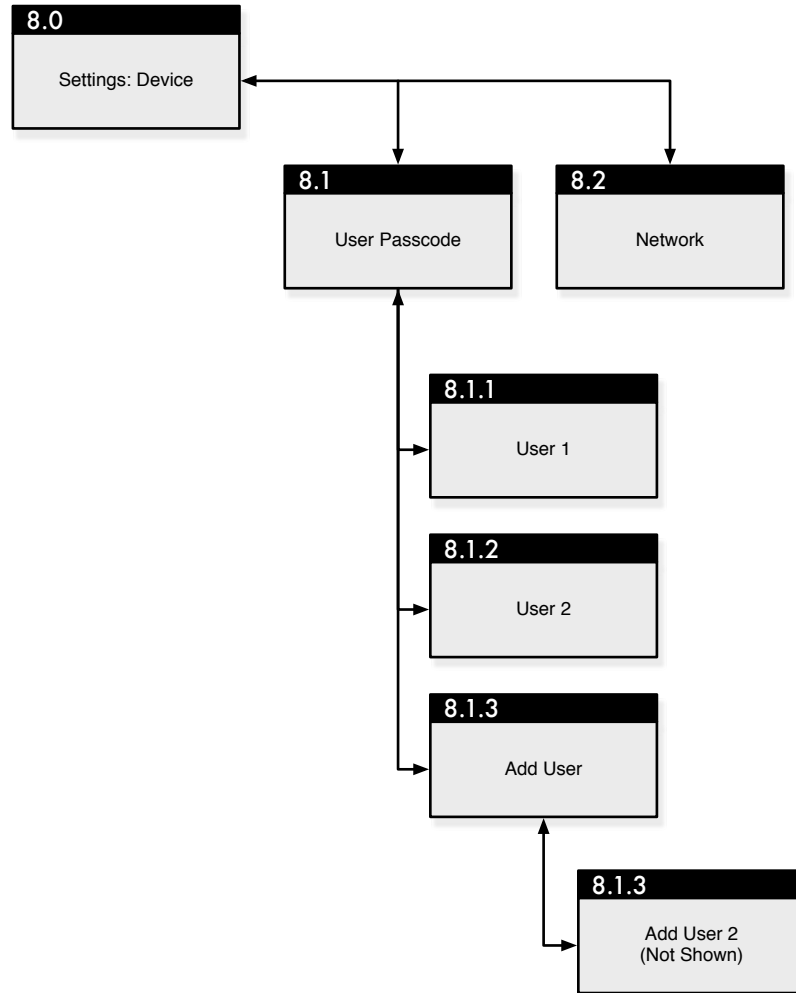 8.0
Settings: Device
8.1
User Passcode
8.2
Network
8.1.1
User 1
8.1.2
User 2
8.1.3
Add User
8.1.3
Add User 2
(Not Shown)